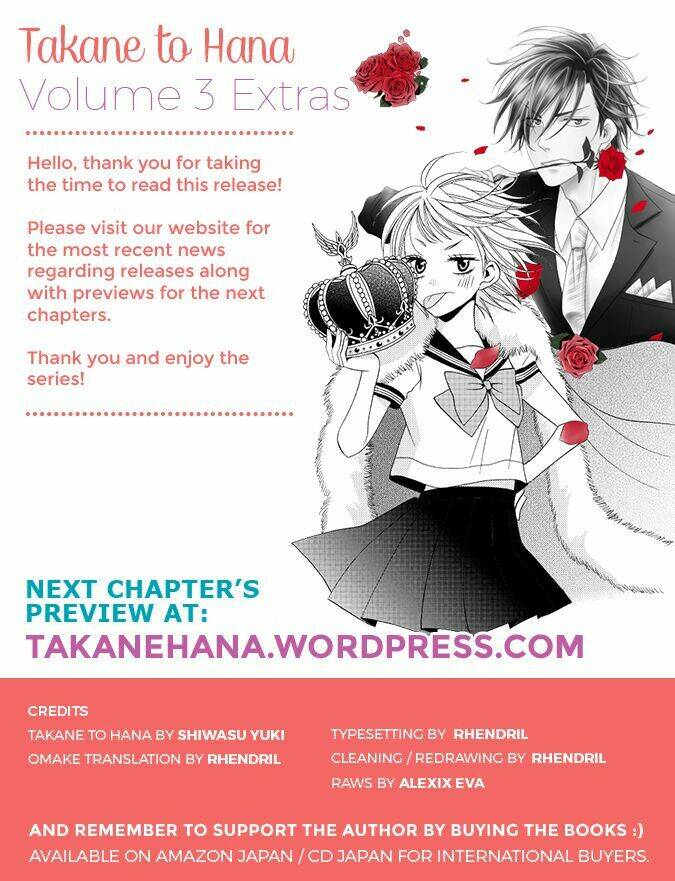 Takane to Hana
Volume 3 Extras
Hello, thank you for taking
the time to read this release!
Please visit our website for
the most recent news
regarding releases along
with previews for the next
chapters.
Thank you and enjoy the
series!
NEXT CHAPTER'S
PREVIEW AT:
TAKANEHANA.WORDPRESS.COM
CREDITS
TAKANE TO HANA BY SHIWASU YUKI
OMAKE TRANSLATION BY RHENDRIL
TYPESETTING BY RHENDRIL
CLEANING / REDRAWING BY RHENDRIL
RAWS BY ALEXIX EVA
AND REMEMBER TO SUPPORT THE AUTHOR BY BUYING THE BOOKS :)
AVAILABLE ON AMAZON JAPAN / CD JAPAN FOR INTERNATIONAL BUYERS.